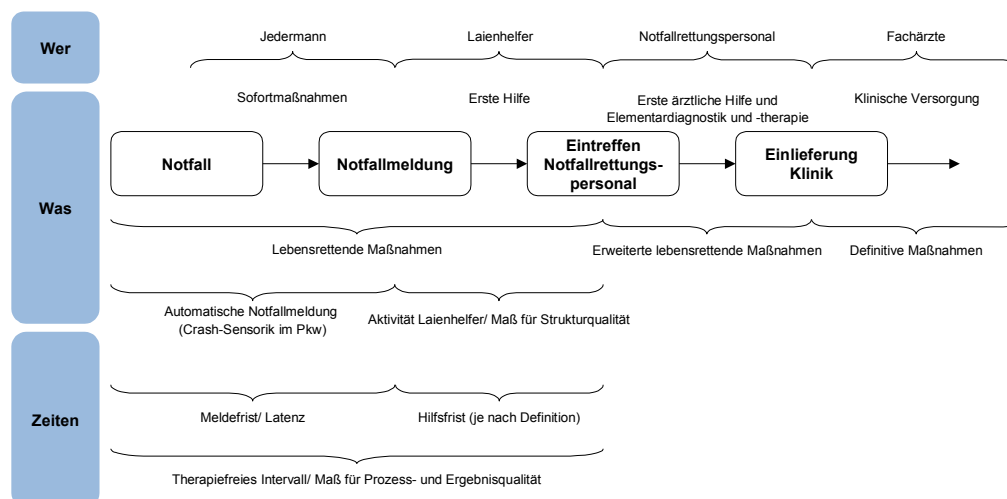 Wer
Jedermann
Laienhelfer
Notfallrettungspersonal
Fachärzte
Was
Sofortmaßnahmen
Erste Hilfe
Erste ärztliche Hilfe und
Elementardiagnostik und -therapie
Klinische Versorgung
Notfall
Notfallmeldung
Eintreffen
Notfallrettungs-
personal
Einlieferung
Klinik
Lebensrettende Maßnahmen
Erweiterte lebensrettende Maßnahmen
Definitive Maßnahmen
Automatische Notfallmeldung
(Crash-Sensorik im Pkw)
Aktivität Laienhelfer/ Maß für Strukturqualität
Zeiten
Meldefrist/ Latenz
Hilfsfrist (je nach Definition)
Therapiefreies Intervall/ Maß für Prozess- und Ergebnisqualität